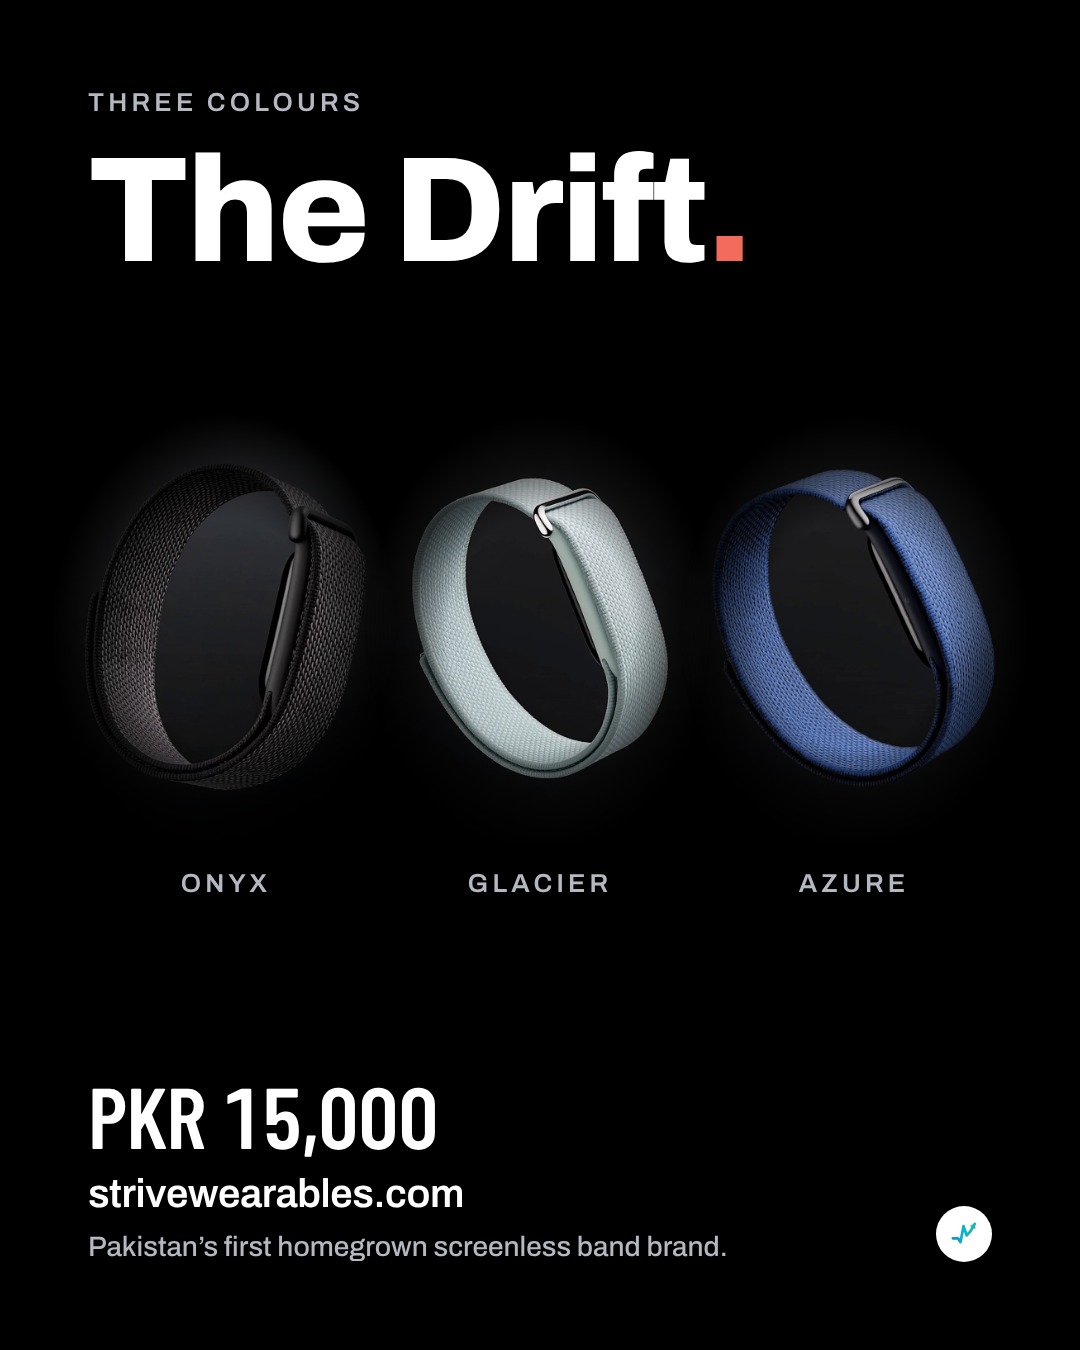 THREE COLOURS
The Drift.
ONYX
GLACIER
AZURE
PKR 15,000
strivewearables.com
Pakistan’s first homegrown screenless band brand.